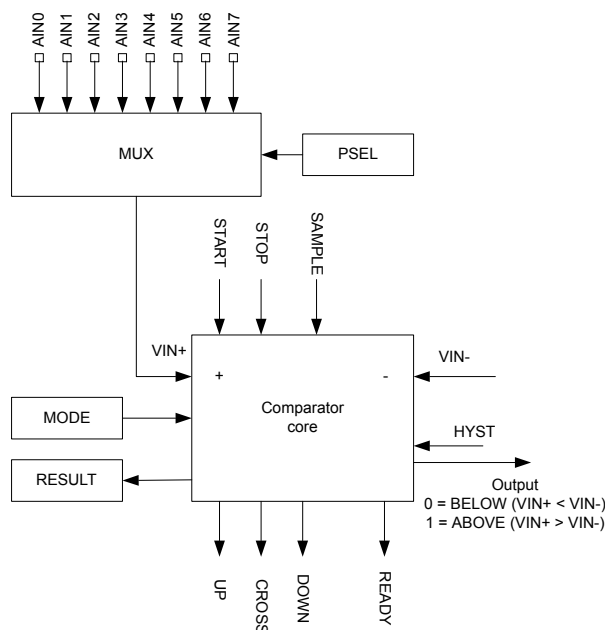 AIN0
AIN1
AIN2
AIN3
AIN4
AIN5
AIN6
AIN7
MUX
PSEL
START
STOP
SAMPLE
VIN+
VIN-
+
-
MODE
Comparator
core
HYST
RESULT
Output
0 = BELOW (VIN+ < VIN-)
1 = ABOVE (VIN+ > VIN-)
UP
CROSS
DOWN
READY